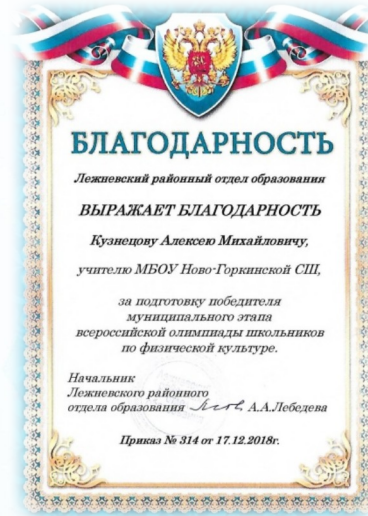 БЛАГОДАРНОСТЬ
Лежневский районный отдел образования
ВЫРАЖАЕТ БЛАГОДАРНОСТЬ
Кузнецову Алексею Михайловичу,
учителю МБОУ Ново-Горкинской СШ,
за подготовку победителя
муниципального этапа
всероссийской олимпиады школьников
по физической культуре.
Начальник
Лежневского районного
отдела образования А.А.Лебедева
Приказ № 314 от 17.12.2018г.